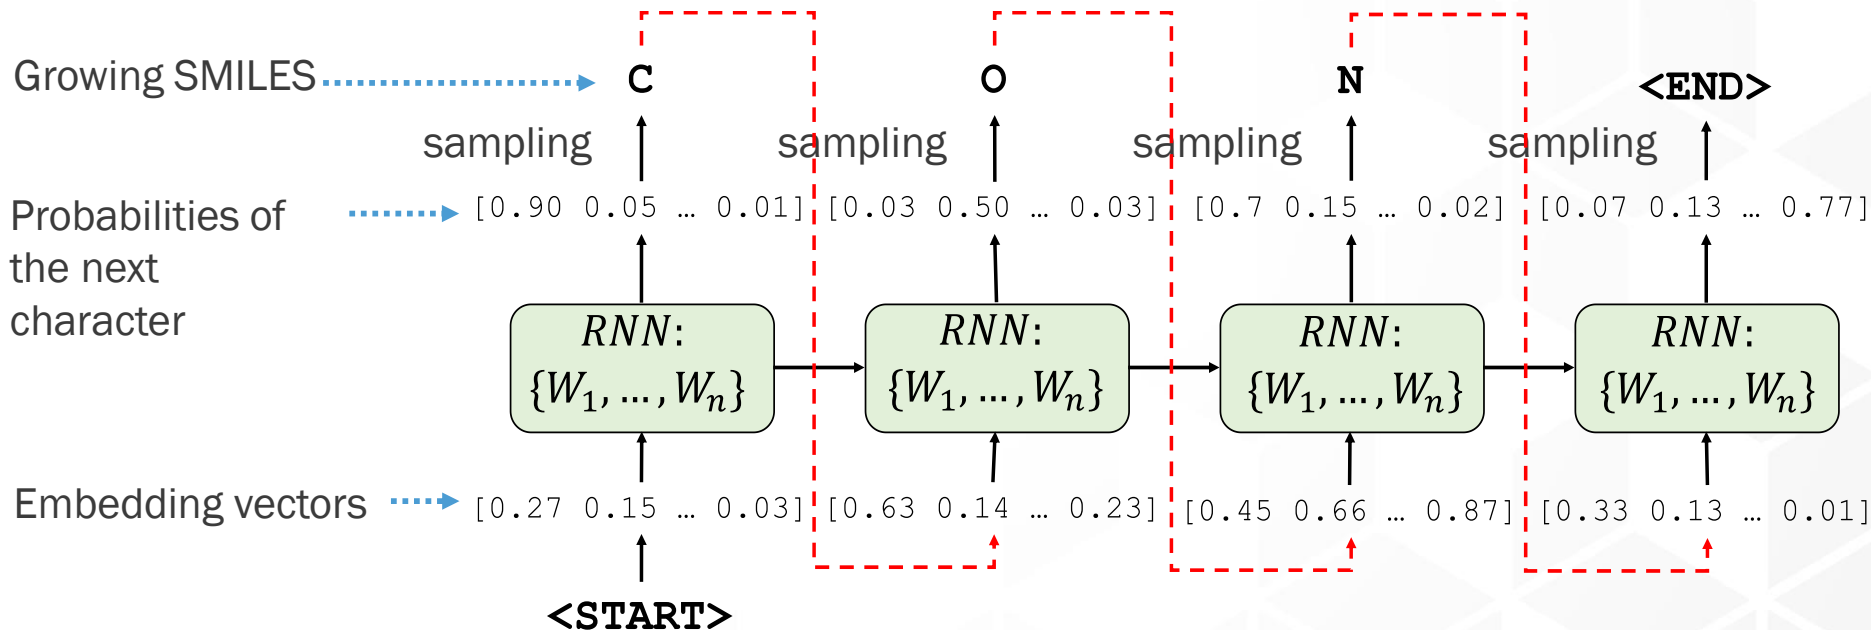 Growing SMILES
C O N <END>
sampling sampling sampling sampling
Probabilities of
the next
character
[0.90 0.05 … 0.01] [0.03 0.50 … 0.03] [0.7 0.15 … 0.02] [0.07 0.13 … 0.77]
RNN: RNN: RNN: RNN:
{W₁, … , Wₙ} {W₁, … , Wₙ} {W₁, … , Wₙ} {W₁, … , Wₙ}
Embedding vectors
[0.27 0.15 … 0.03] [0.63 0.14 … 0.23] [0.45 0.66 … 0.87] [0.33 0.13 … 0.01]
<START>